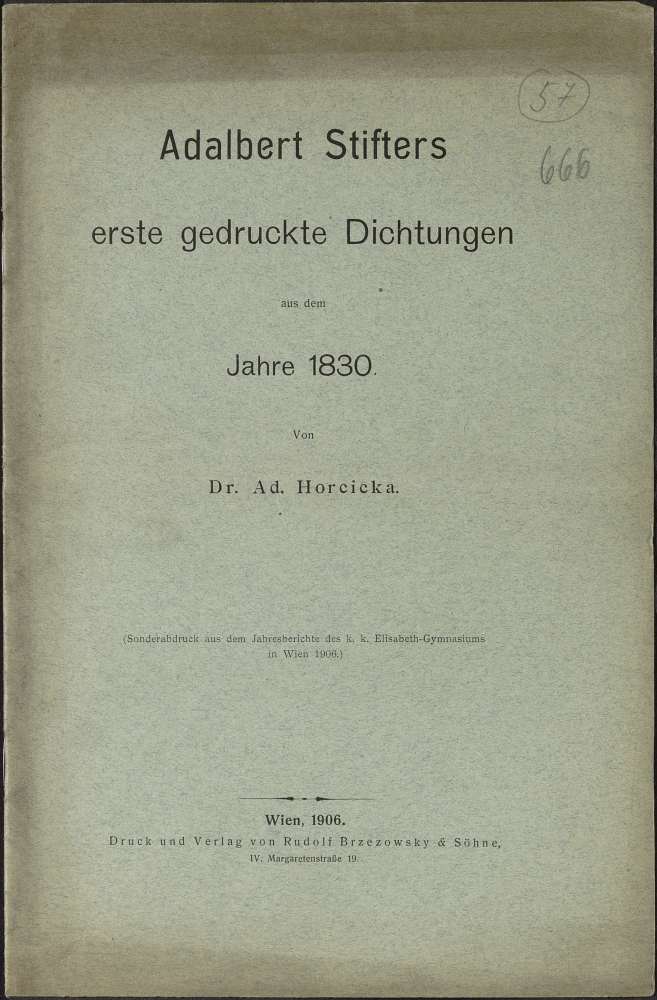 57
Adalbert Stifters
666
erste gedruckte Dichtungen
aus dem
Jahre 1830.
Von
Dr. Ad. Horcicka.
(Sonderabdruck aus dem Jahresberichte des k. k. Elisabeth-Gymnasiums
in Wien 1906.)
Wien, 1906.
Druck und Verlag von Rudolf Brzezowsky & Söhne,
IV. Margaretenstraße 19.